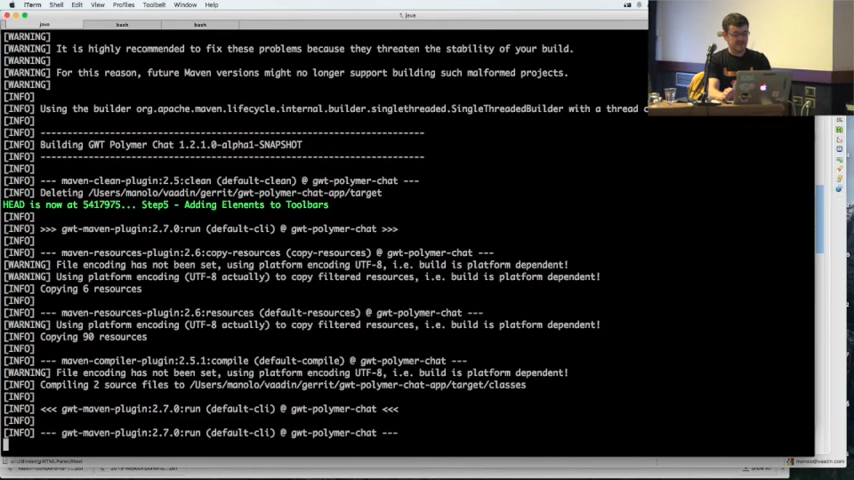 iTerm Shell Edit View Profiles Toolbelt Window Help
1. java
java bash bash
[WARNING]
[WARNING] It is highly recommended to fix these problems because they threaten the stability of your build.
[WARNING]
[WARNING] For this reason, future Maven versions might no longer support building such malformed projects.
[WARNING]
[INFO]
[INFO] Using the builder org.apache.maven.lifecycle.internal.builder.singlethreaded.SingleThreadedBuilder with a thread c
[INFO]
[INFO] ------------------------------------------------------------------------
[INFO] Building GWT Polymer Chat 1.2.1.0-alpha1-SNAPSHOT
[INFO] ------------------------------------------------------------------------
[INFO]
[INFO] --- maven-clean-plugin:2.5:clean (default-clean) @ gwt-polymer-chat ---
[INFO] Deleting /Users/manolo/vaadin/gerrit/gwt-polymer-chat-app/target
HEAD is now at 5417975... Step5 - Adding Elenents to Toolbars
[INFO]
[INFO] >>> gwt-maven-plugin:2.7.0:run (default-cli) @ gwt-polymer-chat >>>
[INFO]
[INFO] --- maven-resources-plugin:2.6:copy-resources (copy-resources) @ gwt-polymer-chat ---
[WARNING] File encoding has not been set, using platform encoding UTF-8, i.e. build is platform dependent!
[WARNING] Using platform encoding (UTF-8 actually) to copy filtered resources, i.e. build is platform dependent!
[INFO] Copying 6 resources
[INFO]
[INFO] --- maven-resources-plugin:2.6:resources (default-resources) @ gwt-polymer-chat ---
[WARNING] Using platform encoding (UTF-8 actually) to copy filtered resources, i.e. build is platform dependent!
[INFO] Copying 90 resources
[INFO]
[INFO] --- maven-compiler-plugin:2.5.1:compile (default-compile) @ gwt-polymer-chat ---
[WARNING] File encoding has not been set, using platform encoding UTF-8, i.e. build is platform dependent!
[INFO] Compiling 2 source files to /Users/manolo/vaadin/gerrit/gwt-polymer-chat-app/target/classes
[INFO]
[INFO] <<< gwt-maven-plugin:2.7.0:run (default-cli) @ gwt-polymer-chat <<<
[INFO]
[INFO] --- gwt-maven-plugin:2.7.0:run (default-cli) @ gwt-polymer-chat ---